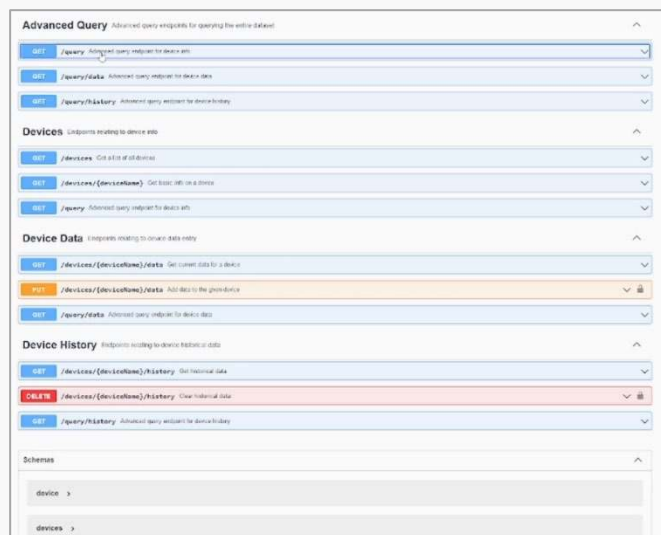 Advanced Query Advanced query endpoints for querying the entire dataset
GET /query Advanced query endpoint for device info
GET /query/data Advanced query endpoint for device data
GET /query/history Advanced query endpoint for device history
Devices Endpoints relating to device info
GET /devices Get a list of all devices
GET /devices/{deviceName} Get basic info on a device
GET /query Advanced query endpoint for device info
Device Data Endpoints relating to device data entry
GET /devices/{deviceName}/data Get current data for a device
PUT /devices/{deviceName}/data Add data to the given device
GET /query/data Advanced query endpoint for device data
Device History Endpoints relating to device historical data
GET /devices/{deviceName}/history Get historical data
DELETE /devices/{deviceName}/history Clear historical data
GET /query/history Advanced query endpoint for device history
Schemas
device >
devices >